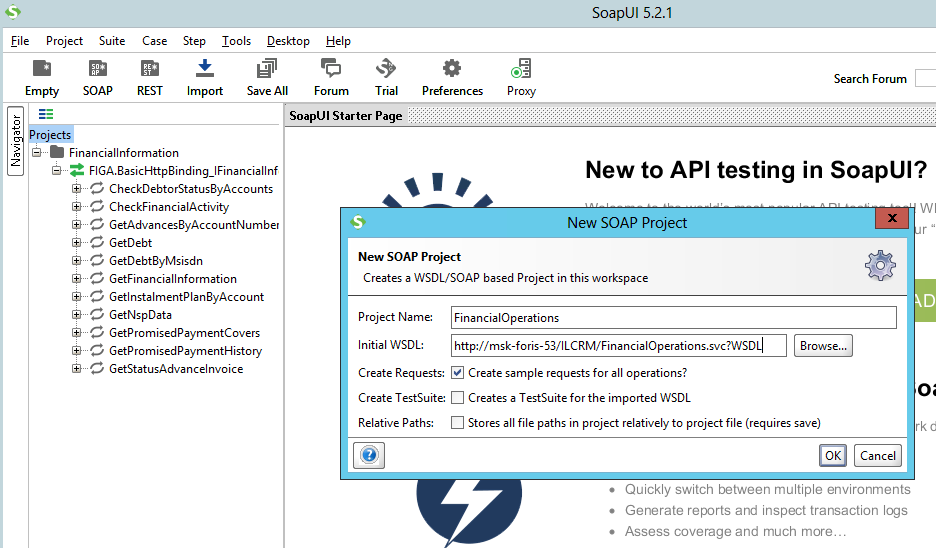 SoapUI 5.2.1
File Project Suite Case Step Tools Desktop Help
Empty SOAP REST Import Save All Forum Trial Preferences Proxy Search Forum
Navigator
Projects
SoapUI Starter Page
FinancialInformation
FIGA.BasicHttpBinding_IFinancialInf
CheckDebtorStatusByAccounts
CheckFinancialActivity
GetAdvancesByAccountNumber
GetDebt
GetDebtByMsisdn
GetFinancialInformation
GetInstalmentPlanByAccount
GetNspData
GetPromisedPaymentCovers
GetPromisedPaymentHistory
GetStatusAdvanceInvoice
New to API testing in SoapUI?
New SOAP Project
New SOAP Project
Creates a WSDL/SOAP based Project in this workspace
Project Name: FinancialOperations
Initial WSDL: http://msk-foris-53/ILCRM/FinancialOperations.svc?WSDL Browse...
Create Requests: Create sample requests for all operations?
Create TestSuite: Creates a TestSuite for the imported WSDL
Relative Paths: Stores all file paths in project relatively to project file (requires save)
OK Cancel
Quickly switch between multiple environments
Generate reports and inspect transaction logs
Assess coverage and much more...